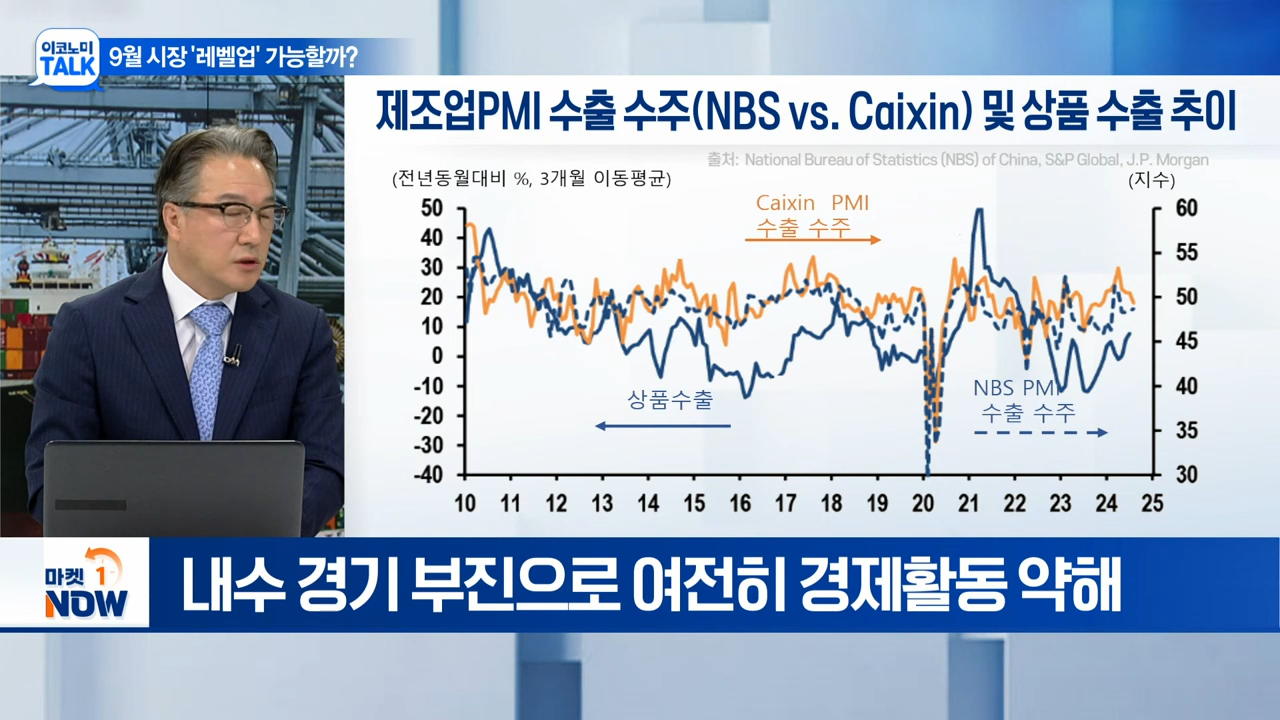 이코노미
TALK
9월 시장 '레벨업' 가능할까?
제조업PMI 수출 수주(NBS vs. Caixin) 및 상품 수출 추이
출처: National Bureau of Statistics (NBS) of China, S&P Global, J.P. Morgan
(전년동월대비 %, 3개월 이동평균)
(지수)
Caixin PMI
수출 수주
50
40
30
20
10
0
-10
-20
-30
-40
60
55
50
45
40
35
30
상품수출
NBS PMI
수출 수주
10 11 12 13 14 15 16 17 18 19 20 21 22 23 24 25
마켓 1
NOW
내수 경기 부진으로 여전히 경제활동 약해